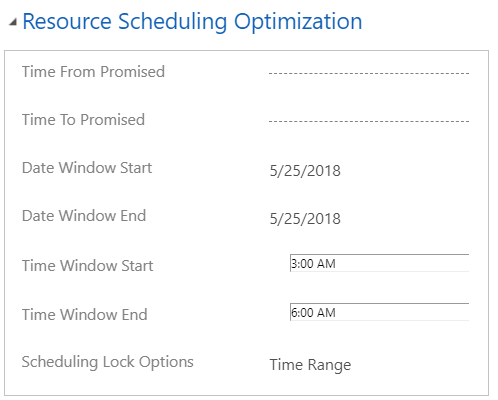 Resource Scheduling Optimization
Time From Promised
Time To Promised
Date Window Start 5/25/2018
Date Window End 5/25/2018
Time Window Start 3:00 AM
Time Window End 6:00 AM
Scheduling Lock Options Time Range